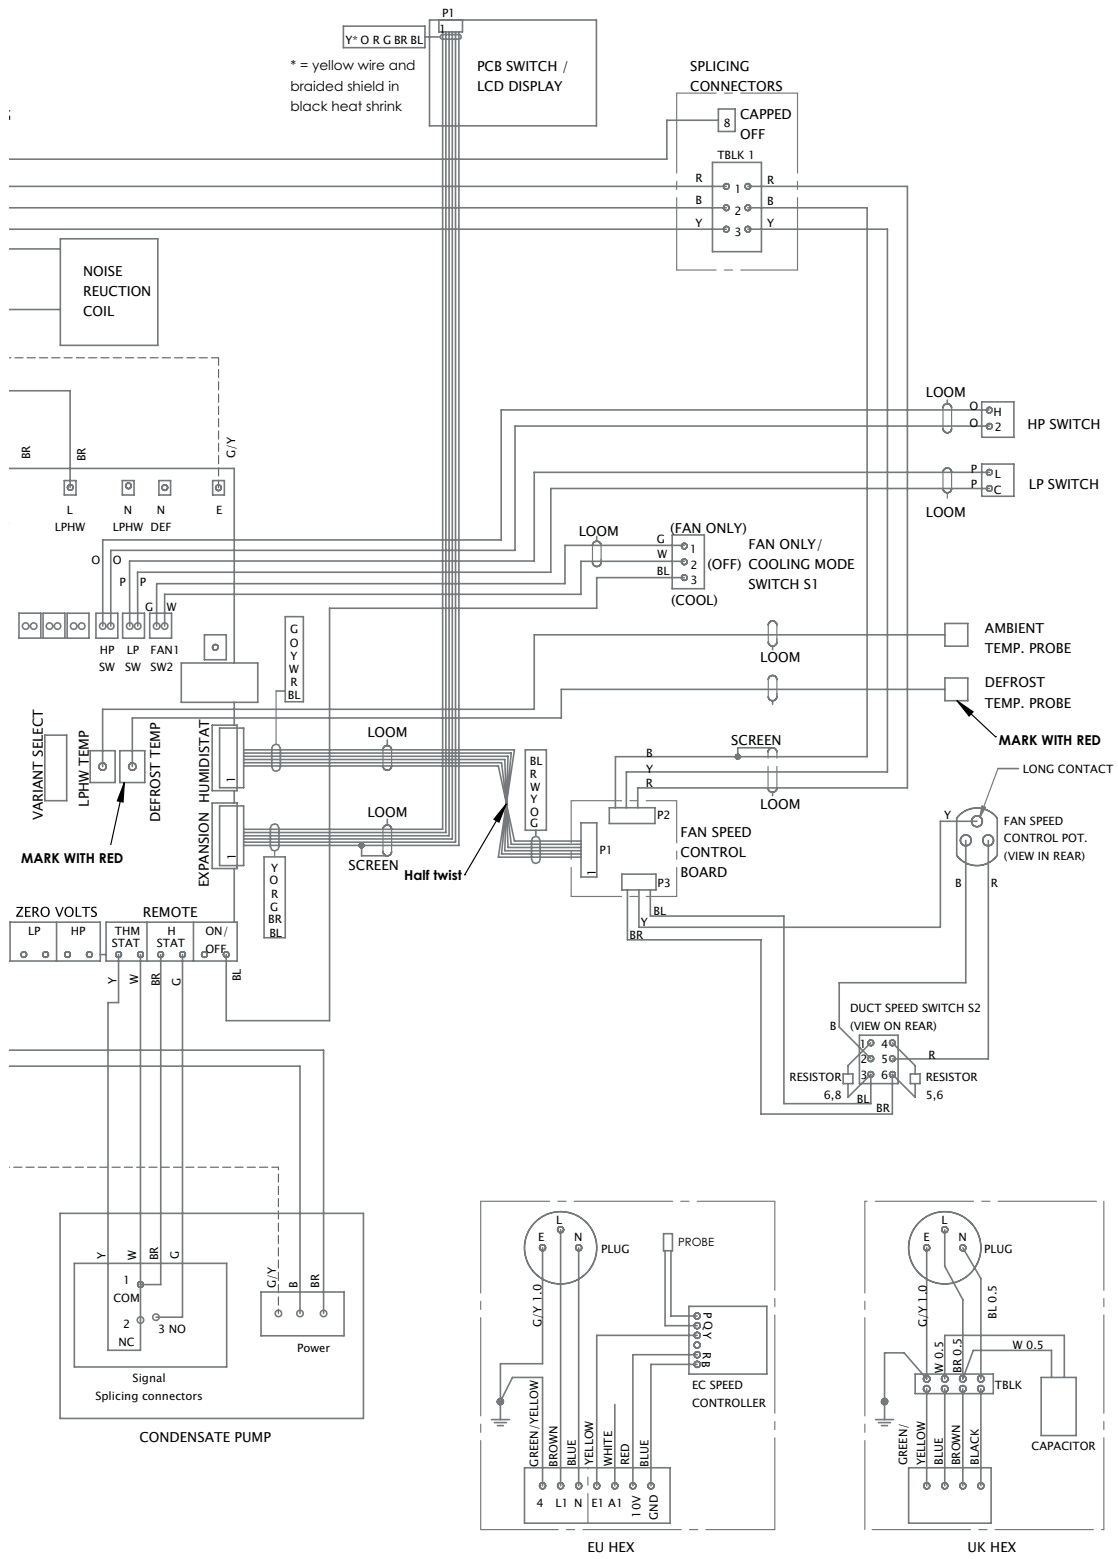 P1
1
Y* O R G BR BL
* = yellow wire and
braided shield in
black heat shrink
PCB SWITCH /
LCD DISPLAY
SPLICING
CONNECTORS
8
CAPPED
OFF
TBLK 1
R 1 R
B 2 B
Y 3 Y
NOISE
REUCTION
COIL
BR
BR
G/Y
L
LPHW
N
LPHW
N
DEF
E
LOOM
O H
O 2
HP SWITCH
P L
P C
LP SWITCH
LOOM
LOOM
(FAN ONLY)
G 1
W 2
BL 3
(OFF)
(COOL)
FAN ONLY/
COOLING MODE
SWITCH S1
O O
P P
G W
HP
SW
LP
SW
FAN1
SW2
G
O
Y
W
R
BL
LOOM
AMBIENT
TEMP. PROBE
DEFROST
TEMP. PROBE
MARK WITH RED
VARIANT SELECT
LPHW TEMP
DEFROST TEMP
HUMIDISTAT
1
EXPANSION
1
MARK WITH RED
LOOM
LOOM
SCREEN
Half twist
Y
O
R
G
BR
BL
BL
R
W
Y
O
G
SCREEN
LOOM
B
Y
R
P2
P1
1
P3
FAN SPEED
CONTROL
BOARD
BL
Y
BR
LONG CONTACT
Y
FAN SPEED
CONTROL POT.
(VIEW IN REAR)
B
R
ZERO VOLTS
LP
HP
REMOTE
THM
STAT
H
STAT
ON/
OFF
Y
W
BR
G
BL
DUCT SPEED SWITCH S2
(VIEW ON REAR)
B
1 4
2 5
3 6
R
RESISTOR
6,8
RESISTOR
5,6
BL
BR
Y
W
BR
G
1
COM
2
NC
3 NO
Signal
Splicing connectors
G/Y
B
BR
Power
CONDENSATE PUMP
L
E
N
PLUG
PROBE
G/Y 1.0
P
O
Y
R
B
EC SPEED
CONTROLLER
GREEN/YELLOW
BROWN
BLUE
YELLOW
WHITE
RED
BLUE
4
L1
N
E1
A1
10V
GND
EU HEX
L
E
N
PLUG
G/Y 1.0
W 0.5
BR 0.5
BL 0.5
W 0.5
TBLK
CAPACITOR
GREEN/
YELLOW
BLUE
BROWN
BLACK
UK HEX